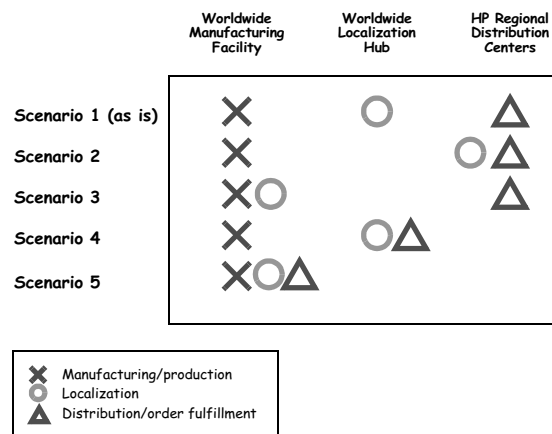 Worldwide
Manufacturing
Facility
Worldwide
Localization
Hub
HP Regional
Distribution
Centers
Scenario 1 (as is)
Scenario 2
Scenario 3
Scenario 4
Scenario 5
Manufacturing/production
Localization
Distribution/order fulfillment